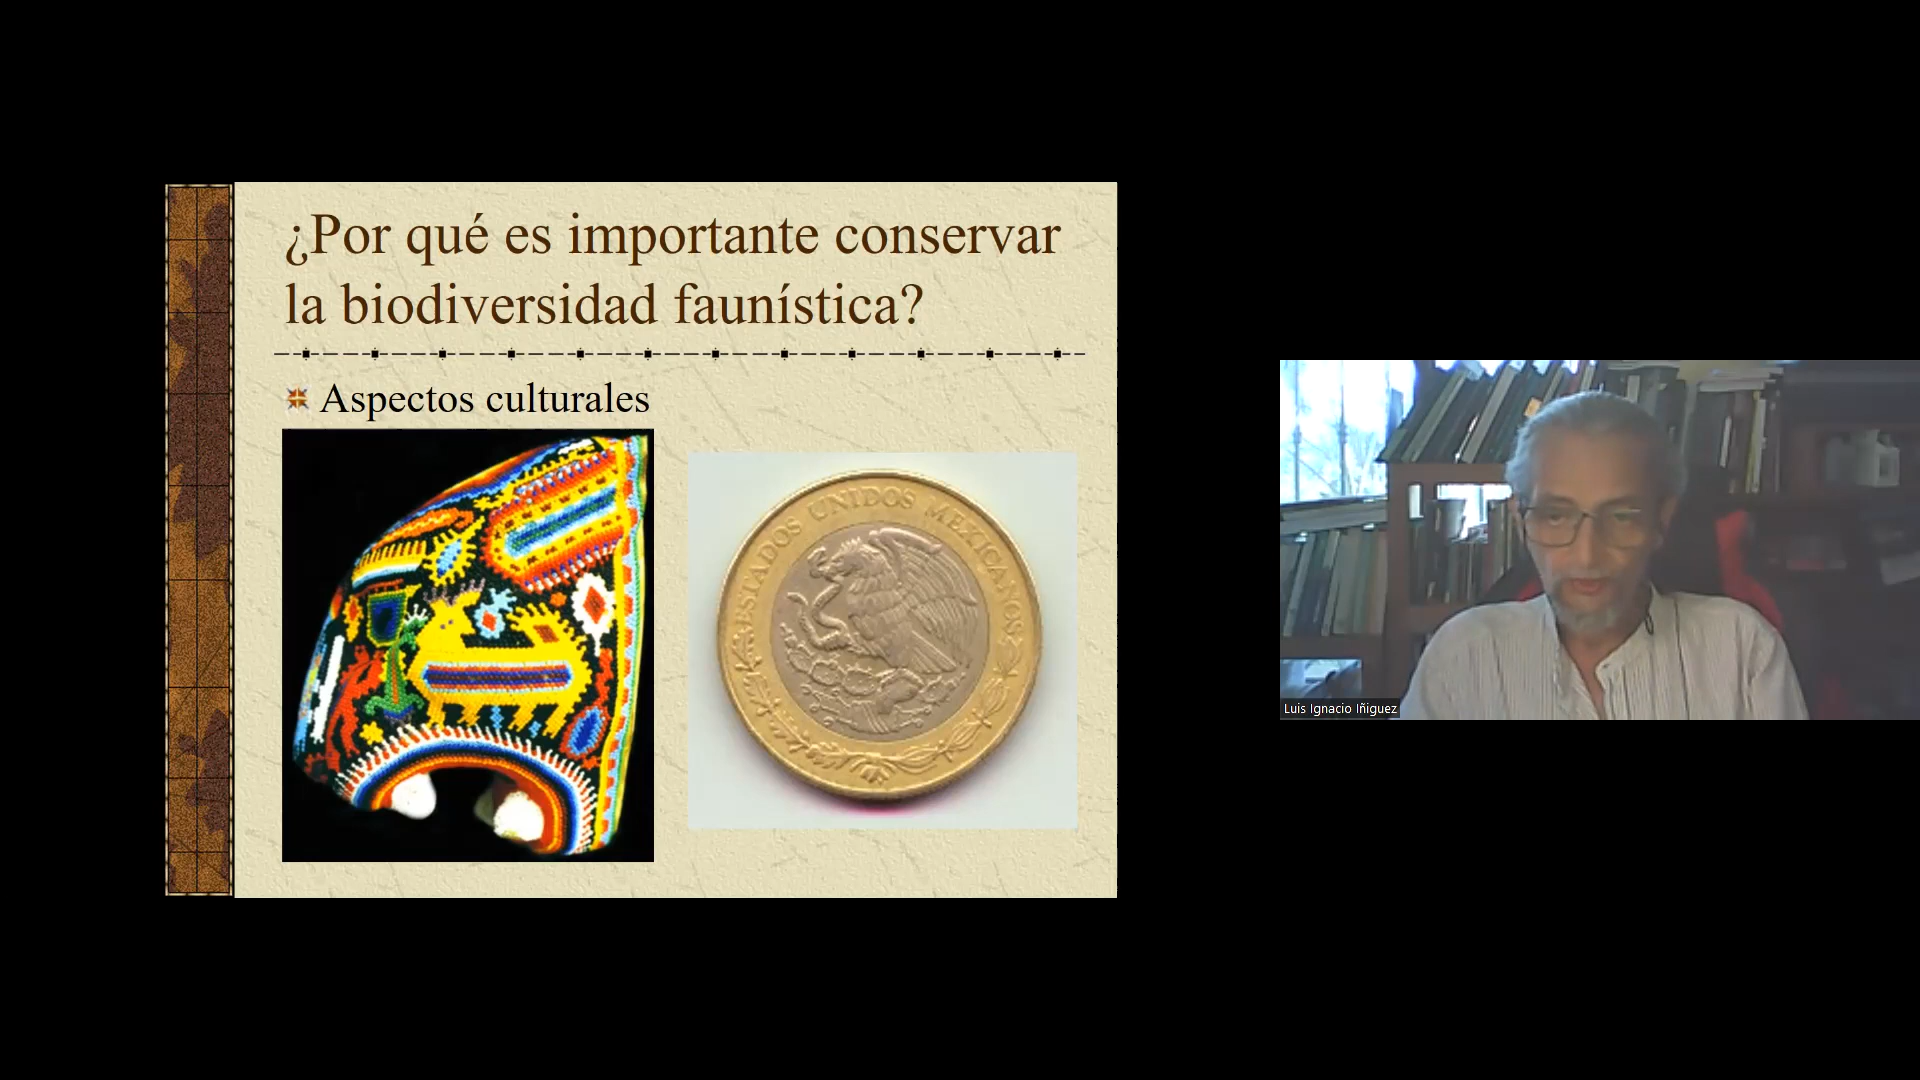 ¿Por qué es importante conservar
la biodiversidad faunística?
Aspectos culturales
ESTADOS UNIDOS MEXICANOS
Luis Ignacio Iñiguez